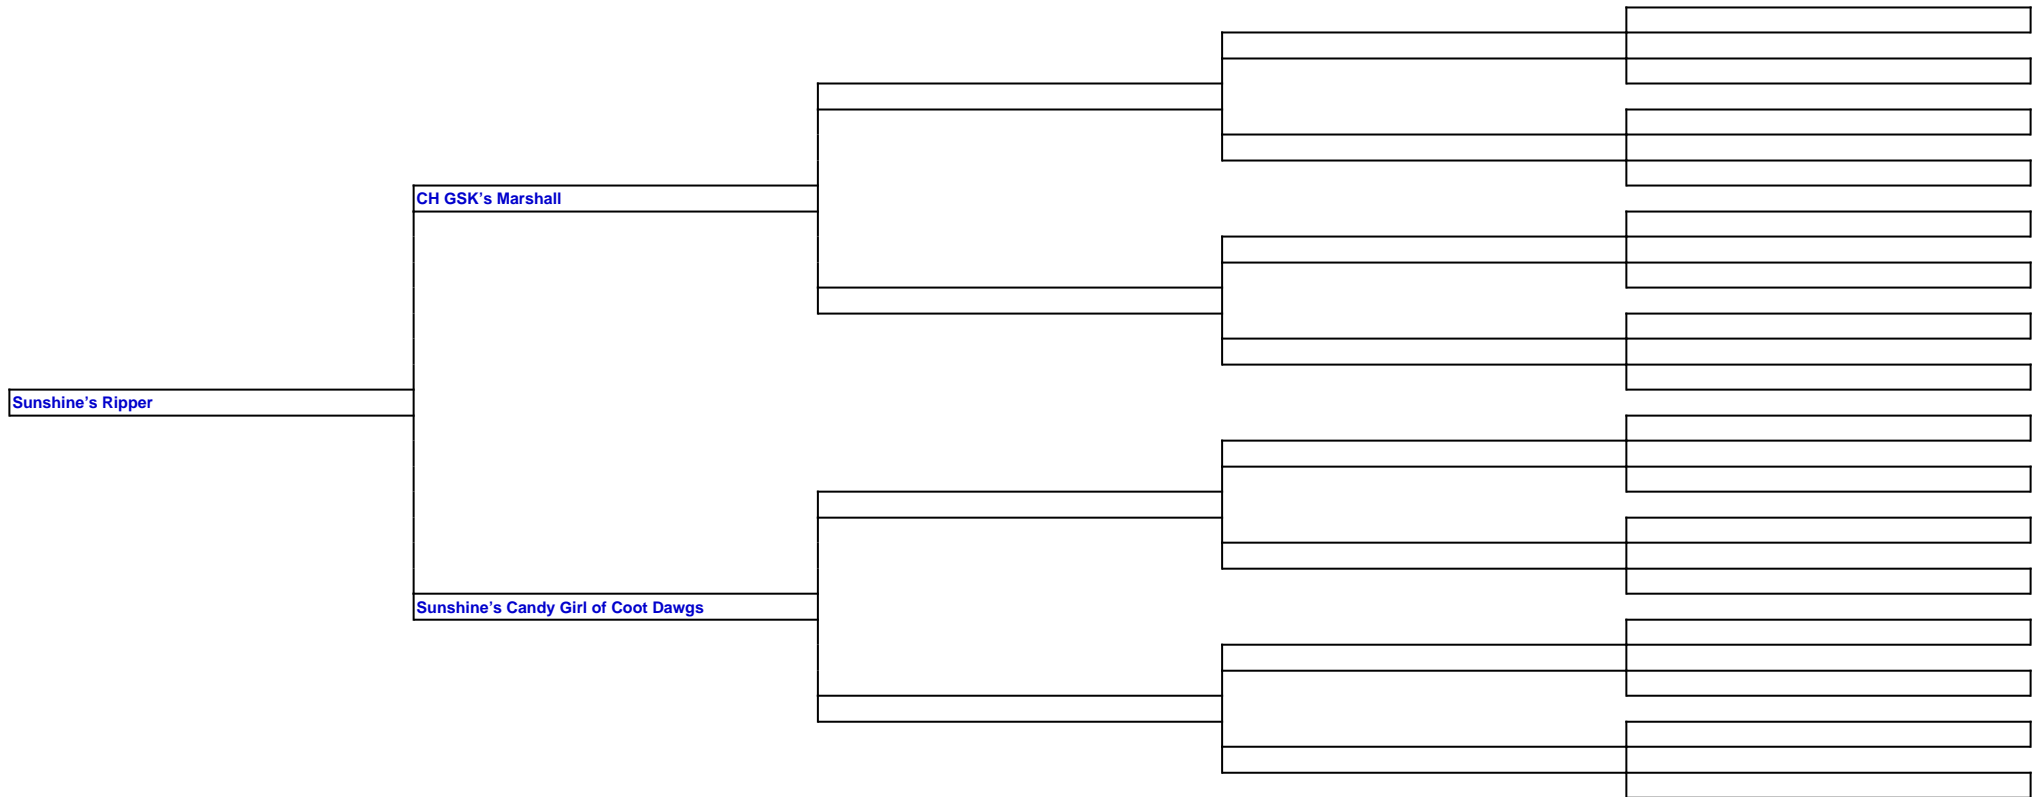 CH GSK’s Marshall
Sunshine’s Ripper
Sunshine’s Candy Girl of Coot Dawgs